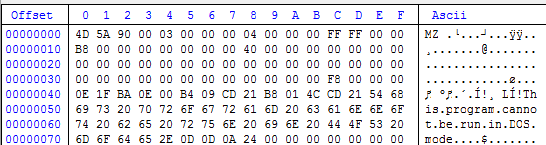 Offset 0 1 2 3 4 5 6 7 8 9 A B C D E F Ascii
00000000 4D 5A 90 00 03 00 00 00 04 00 00 00 FF FF 00 00 MZ .└...┘...ÿÿ..
00000010 B8 00 00 00 00 00 00 00 40 00 00 00 00 00 00 00 ¸.......@.......
00000020 00 00 00 00 00 00 00 00 00 00 00 00 00 00 00 00 ................
00000030 00 00 00 00 00 00 00 00 00 00 00 00 F8 00 00 00 ............ø...
00000040 0E 1F BA 0E 00 B4 09 CD 21 B8 01 4C CD 21 54 68 º .´.Í!¸ LÍ!Th
00000050 69 73 20 70 72 6F 67 72 61 6D 20 63 61 6E 6E 6F is.program.canno
00000060 74 20 62 65 20 72 75 6E 20 69 6E 20 44 4F 53 20 t.be.run.in.DOS.
00000070 6D 6F 64 65 2E 0D 0D 0A 24 00 00 00 00 00 00 00 mode....$.......